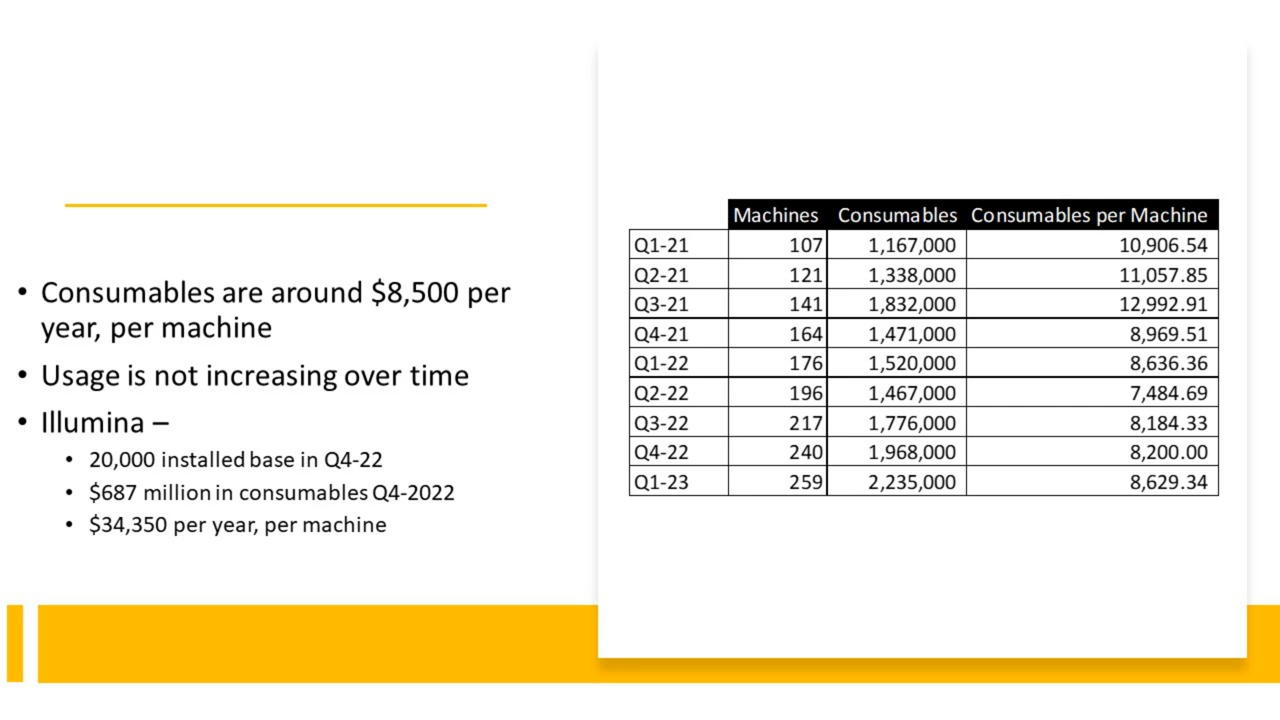 • Consumables are around $8,500 per
year, per machine
• Usage is not increasing over time
• Illumina –
• 20,000 installed base in Q4-22
• $687 million in consumables Q4-2022
• $34,350 per year, per machine
Machines Consumables Consumables per Machine
Q1-21 107 1,167,000 10,906.54
Q2-21 121 1,338,000 11,057.85
Q3-21 141 1,832,000 12,992.91
Q4-21 164 1,471,000 8,969.51
Q1-22 176 1,520,000 8,636.36
Q2-22 196 1,467,000 7,484.69
Q3-22 217 1,776,000 8,184.33
Q4-22 240 1,968,000 8,200.00
Q1-23 259 2,235,000 8,629.34